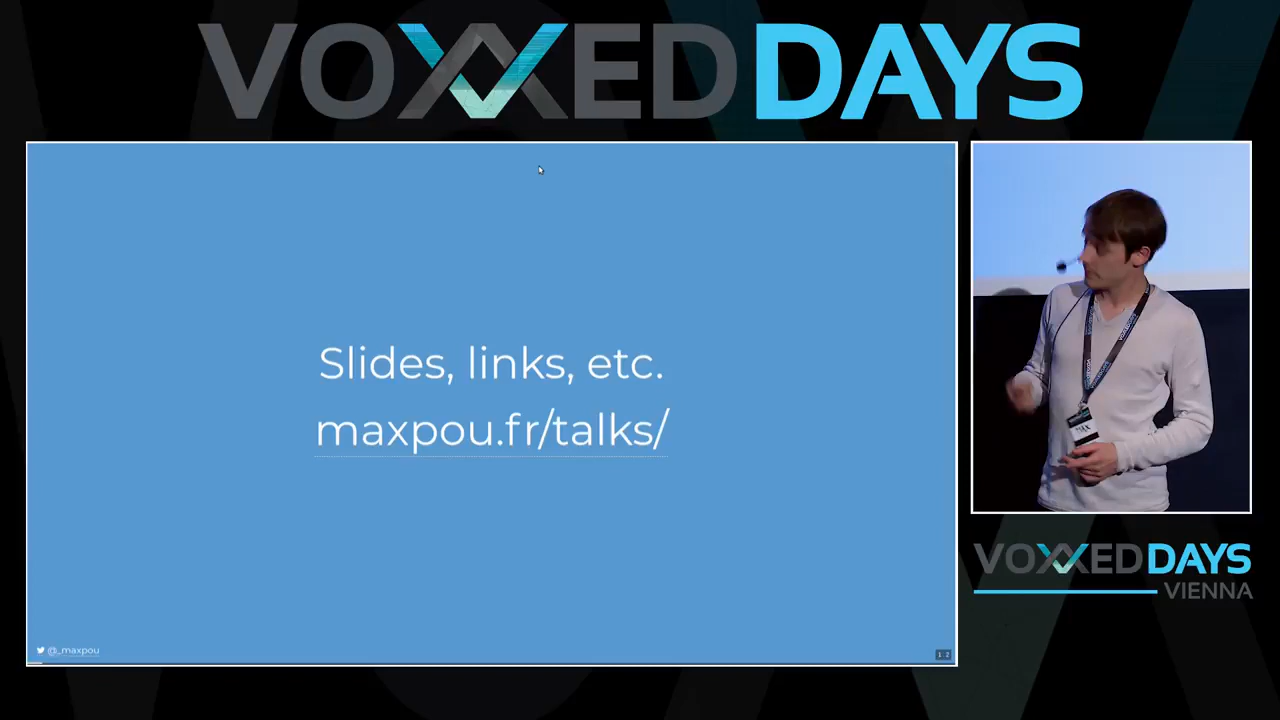 VOXXED DAYS
Slides, links, etc.
maxpou.fr/talks/
@_maxpou
VOXXED DAYS
VIENNA